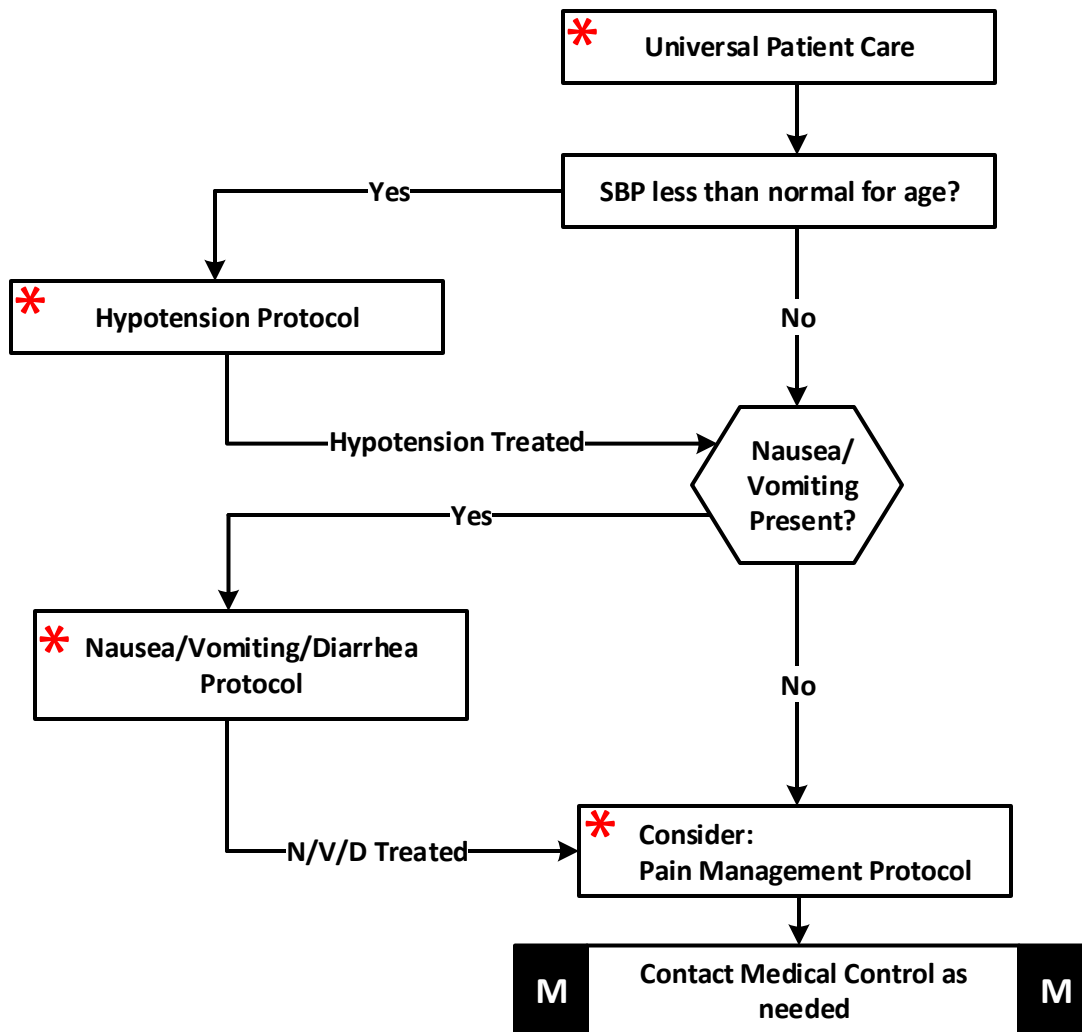 * Universal Patient Care
SBP less than normal for age?
Yes
* Hypotension Protocol
No
Hypotension Treated
Nausea/
Vomiting
Present?
Yes
* Nausea/Vomiting/Diarrhea
Protocol
No
N/V/D Treated
* Consider:
Pain Management Protocol
M Contact Medical Control as M
needed